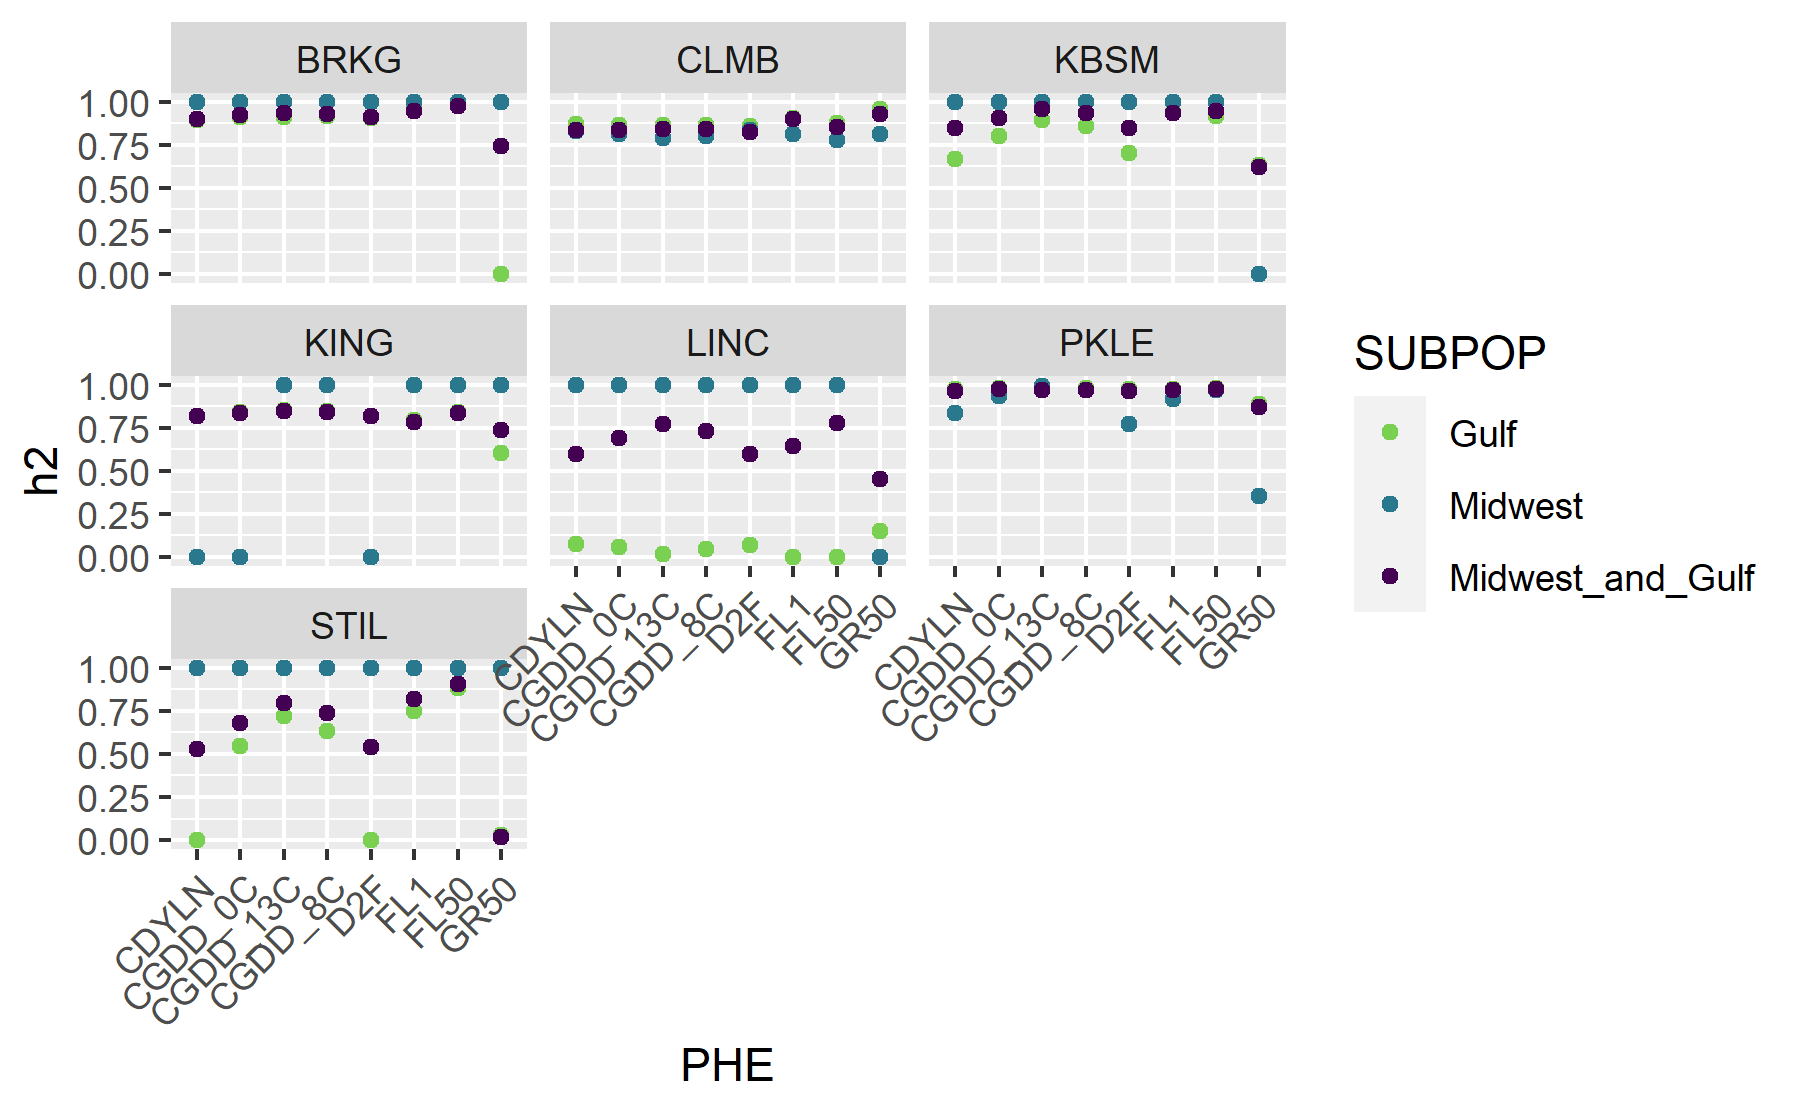 BRKG
CLMB
KBSM
1.00
0.75
0.50
0.25
0.00
KING
LINC
PKLE
1.00
0.75
0.50
0.25
0.00
CDYLN
CGDD_0C
CGDD_13C
CGDD_8C
D2F
FL1
FL50
GR50
CDYLN
CGDD_0C
CGDD_13C
CGDD_8C
D2F
FL1
FL50
GR50
STIL
1.00
0.75
0.50
0.25
0.00
CDYLN
CGDD_0C
CGDD_13C
CGDD_8C
D2F
FL1
FL50
GR50
h2
PHE
SUBPOP
Gulf
Midwest
Midwest_and_Gulf